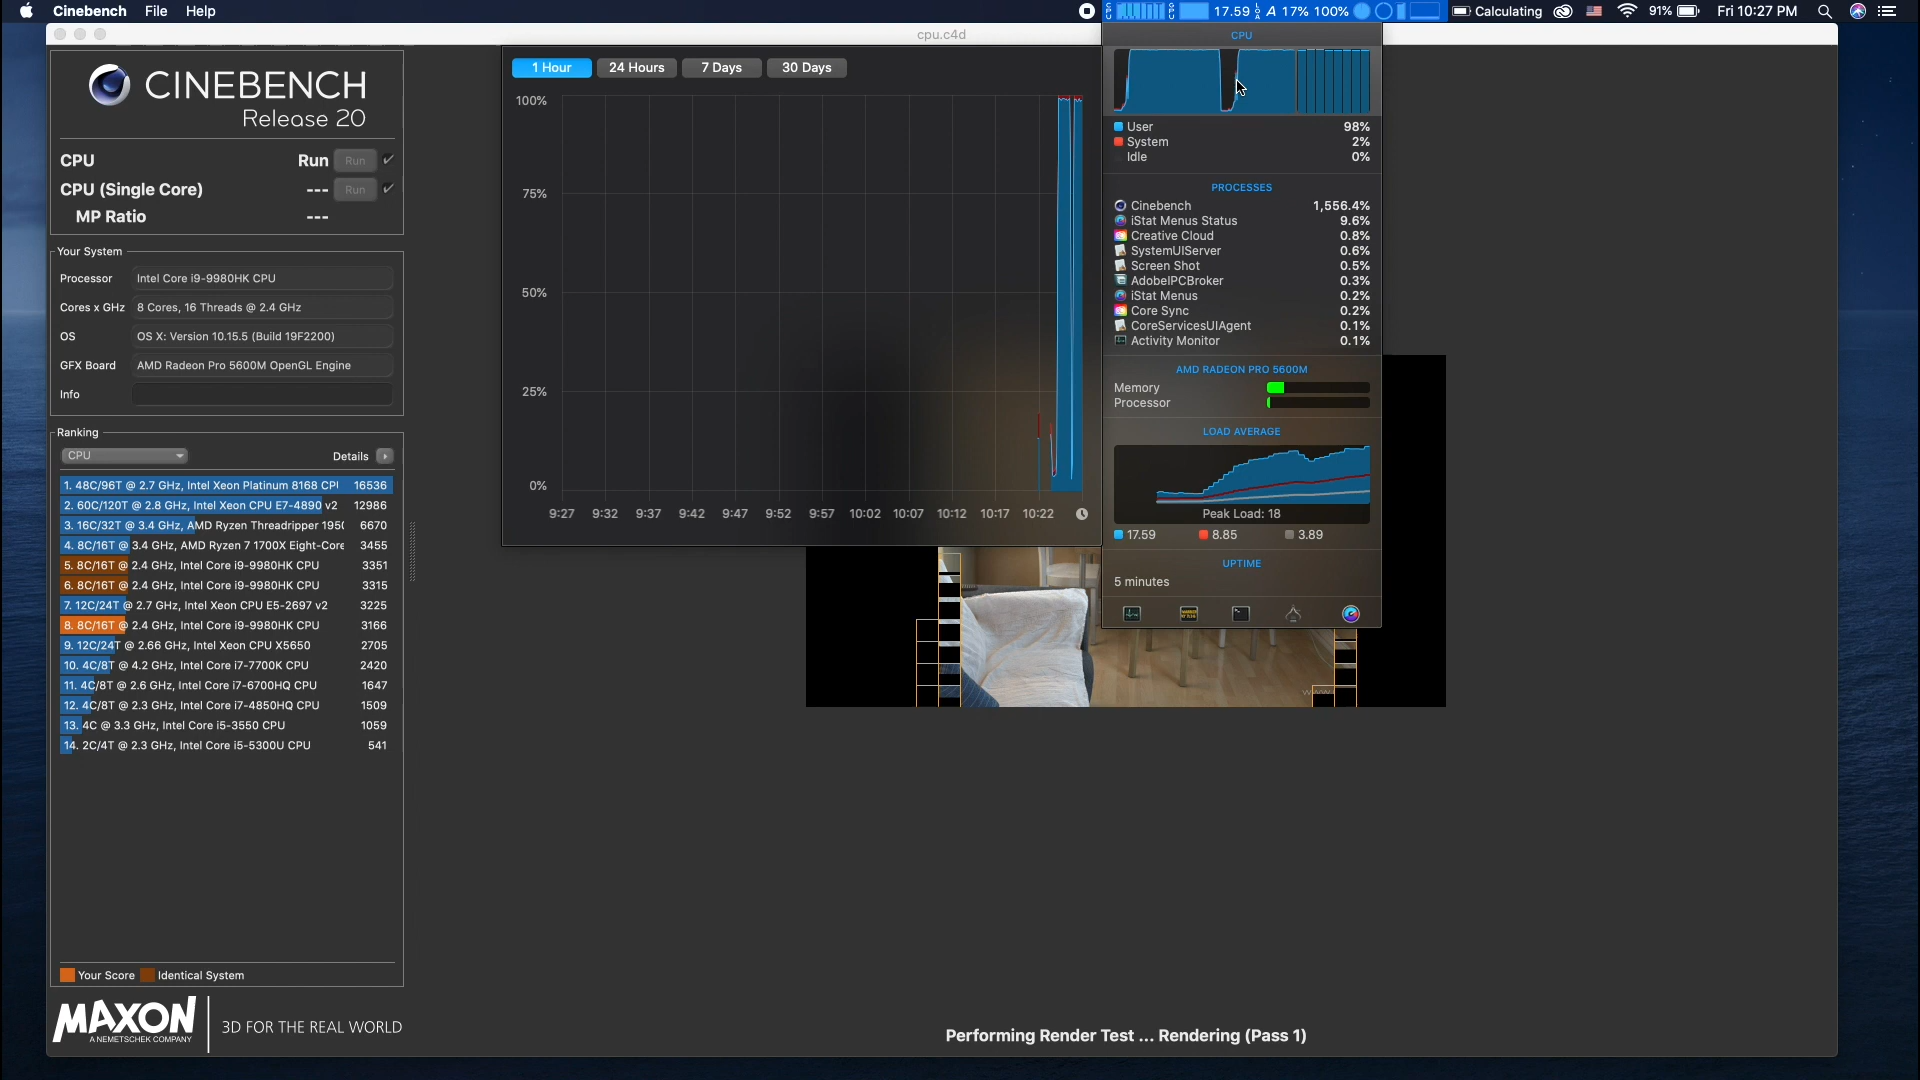 Cinebench File Help
17.59 A 17% 100%
Calculating
91%
Fri 10:27 PM
cpu.c4d
CINEBENCH
Release 20
CPU Run Run
CPU (Single Core) --- Run
MP Ratio ---
Your System
Processor Intel Core i9-9980HK CPU
Cores x GHz 8 Cores, 16 Threads @ 2.4 GHz
OS OS X: Version 10.15.5 (Build 19F2200)
GFX Board AMD Radeon Pro 5600M OpenGL Engine
Info
Ranking
CPU Details
1. 48C/96T @ 2.7 GHz, Intel Xeon Platinum 8168 CPU 16536
2. 60C/120T @ 2.8 GHz, Intel Xeon CPU E7-4890 v2 12986
3. 16C/32T @ 3.4 GHz, AMD Ryzen Threadripper 1950 6670
4. 8C/16T @ 3.4 GHz, AMD Ryzen 7 1700X Eight-Core 3455
5. 8C/16T @ 2.4 GHz, Intel Core i9-9980HK CPU 3351
6. 8C/16T @ 2.4 GHz, Intel Core i9-9980HK CPU 3315
7. 12C/24T @ 2.7 GHz, Intel Xeon CPU E5-2697 v2 3225
8. 8C/16T @ 2.4 GHz, Intel Core i9-9980HK CPU 3166
9. 12C/24T @ 2.66 GHz, Intel Xeon CPU X5650 2705
10. 4C/8T @ 4.2 GHz, Intel Core i7-7700K CPU 2420
11. 4C/8T @ 2.6 GHz, Intel Core i7-6700HQ CPU 1647
12. 4C/8T @ 2.3 GHz, Intel Core i7-4850HQ CPU 1509
13. 4C @ 3.3 GHz, Intel Core i5-3550 CPU 1059
14. 2C/4T @ 2.3 GHz, Intel Core i5-5300U CPU 541
Your Score Identical System
MAXON
A NEMETSCHEK COMPANY
3D FOR THE REAL WORLD
1 Hour 24 Hours 7 Days 30 Days
100%
75%
50%
25%
0%
9:27 9:32 9:37 9:42 9:47 9:52 9:57 10:02 10:07 10:12 10:17 10:22
CPU
User 98%
System 2%
Idle 0%
PROCESSES
Cinebench 1,556.4%
iStat Menus Status 9.6%
Creative Cloud 0.8%
SystemUIServer 0.6%
Screen Shot 0.5%
AdobeIPCBroker 0.3%
iStat Menus 0.2%
Core Sync 0.2%
CoreServicesUIAgent 0.1%
Activity Monitor 0.1%
AMD RADEON PRO 5600M
Memory
Processor
LOAD AVERAGE
Peak Load: 18
17.59 8.85 3.89
UPTIME
5 minutes
Performing Render Test ... Rendering (Pass 1)